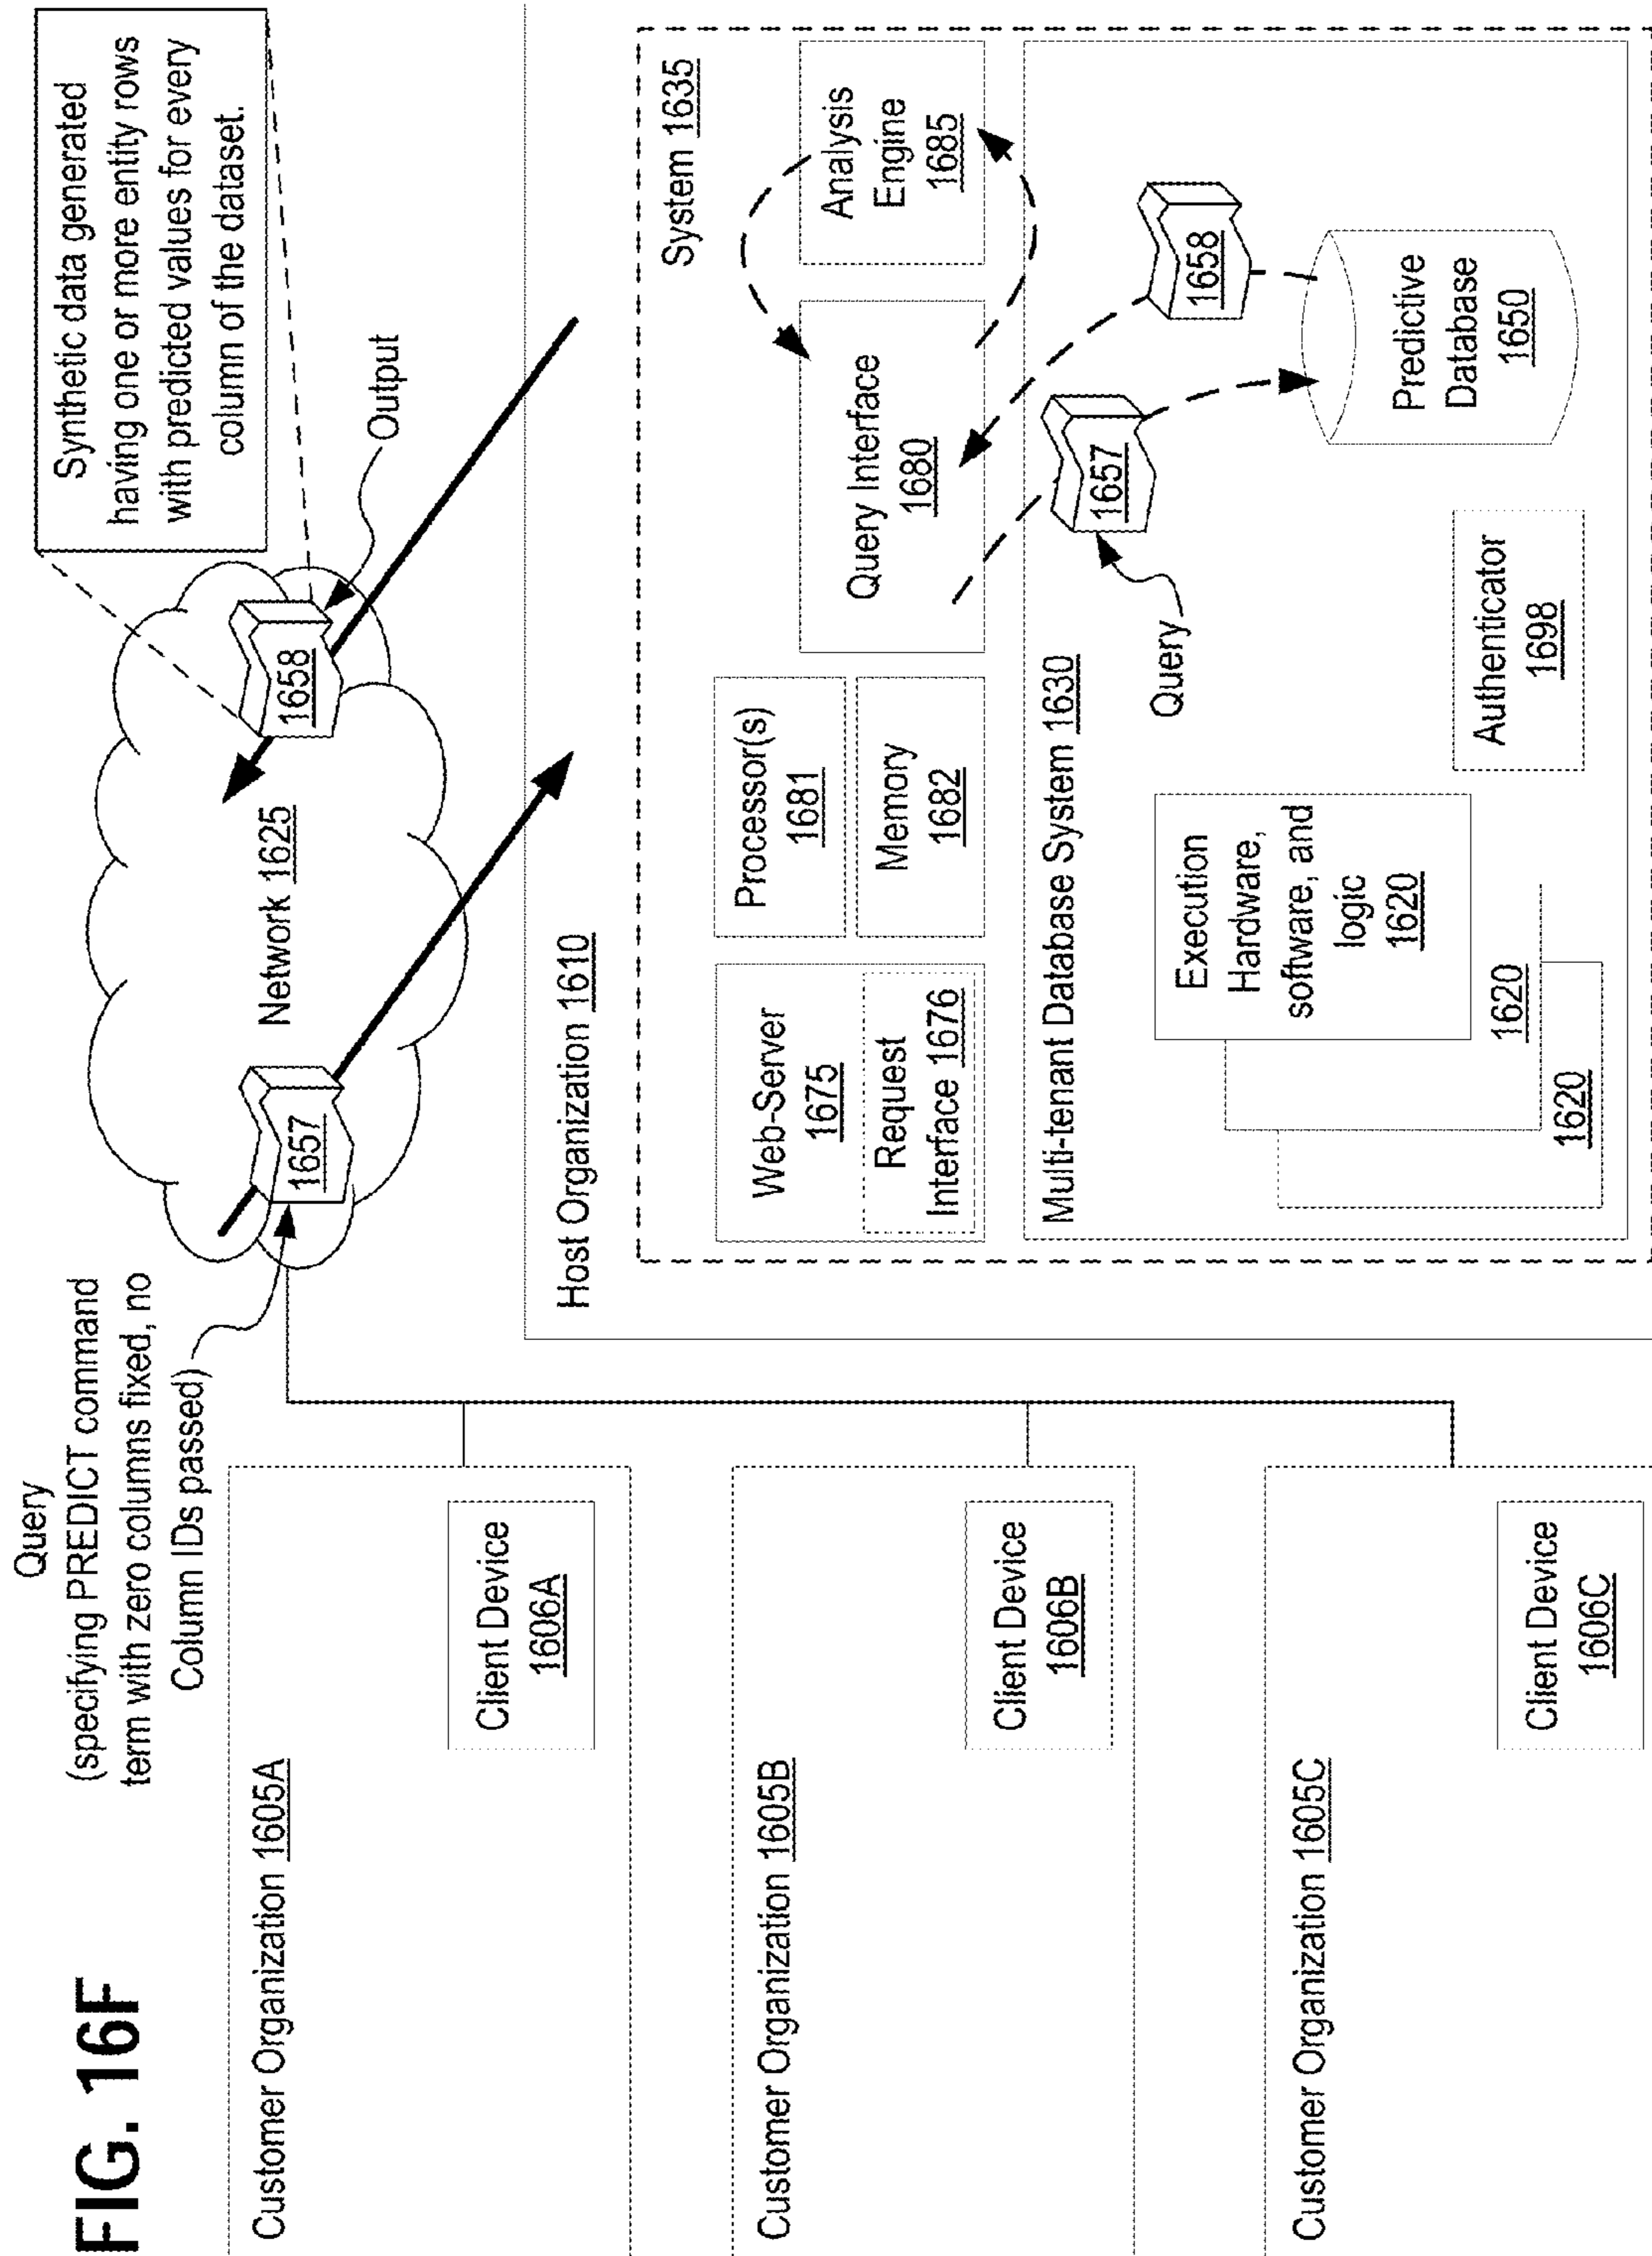 FIG. 16F
Query
(specifying PREDICT command
term with zero columns fixed, no
Column IDs passed)
Synthetic data generated
having one or more entity rows
with predicted values for every
column of the dataset.
1657
Network 1625
1658
Output
Customer Organization 1605A
Client Device
1606A
Customer Organization 1605B
Client Device
1606B
Customer Organization 1605C
Client Device
1606C
Host Organization 1610
System 1635
Web-Server
1675
Request
Interface 1676
Processor(s)
1681
Memory
1682
Query Interface
1680
Analysis
Engine
1685
Multi-tenant Database System 1630
Query
1657
1658
Execution
Hardware,
software, and
logic
1620
1620
1620
Authenticator
1698
Predictive
Database
1650